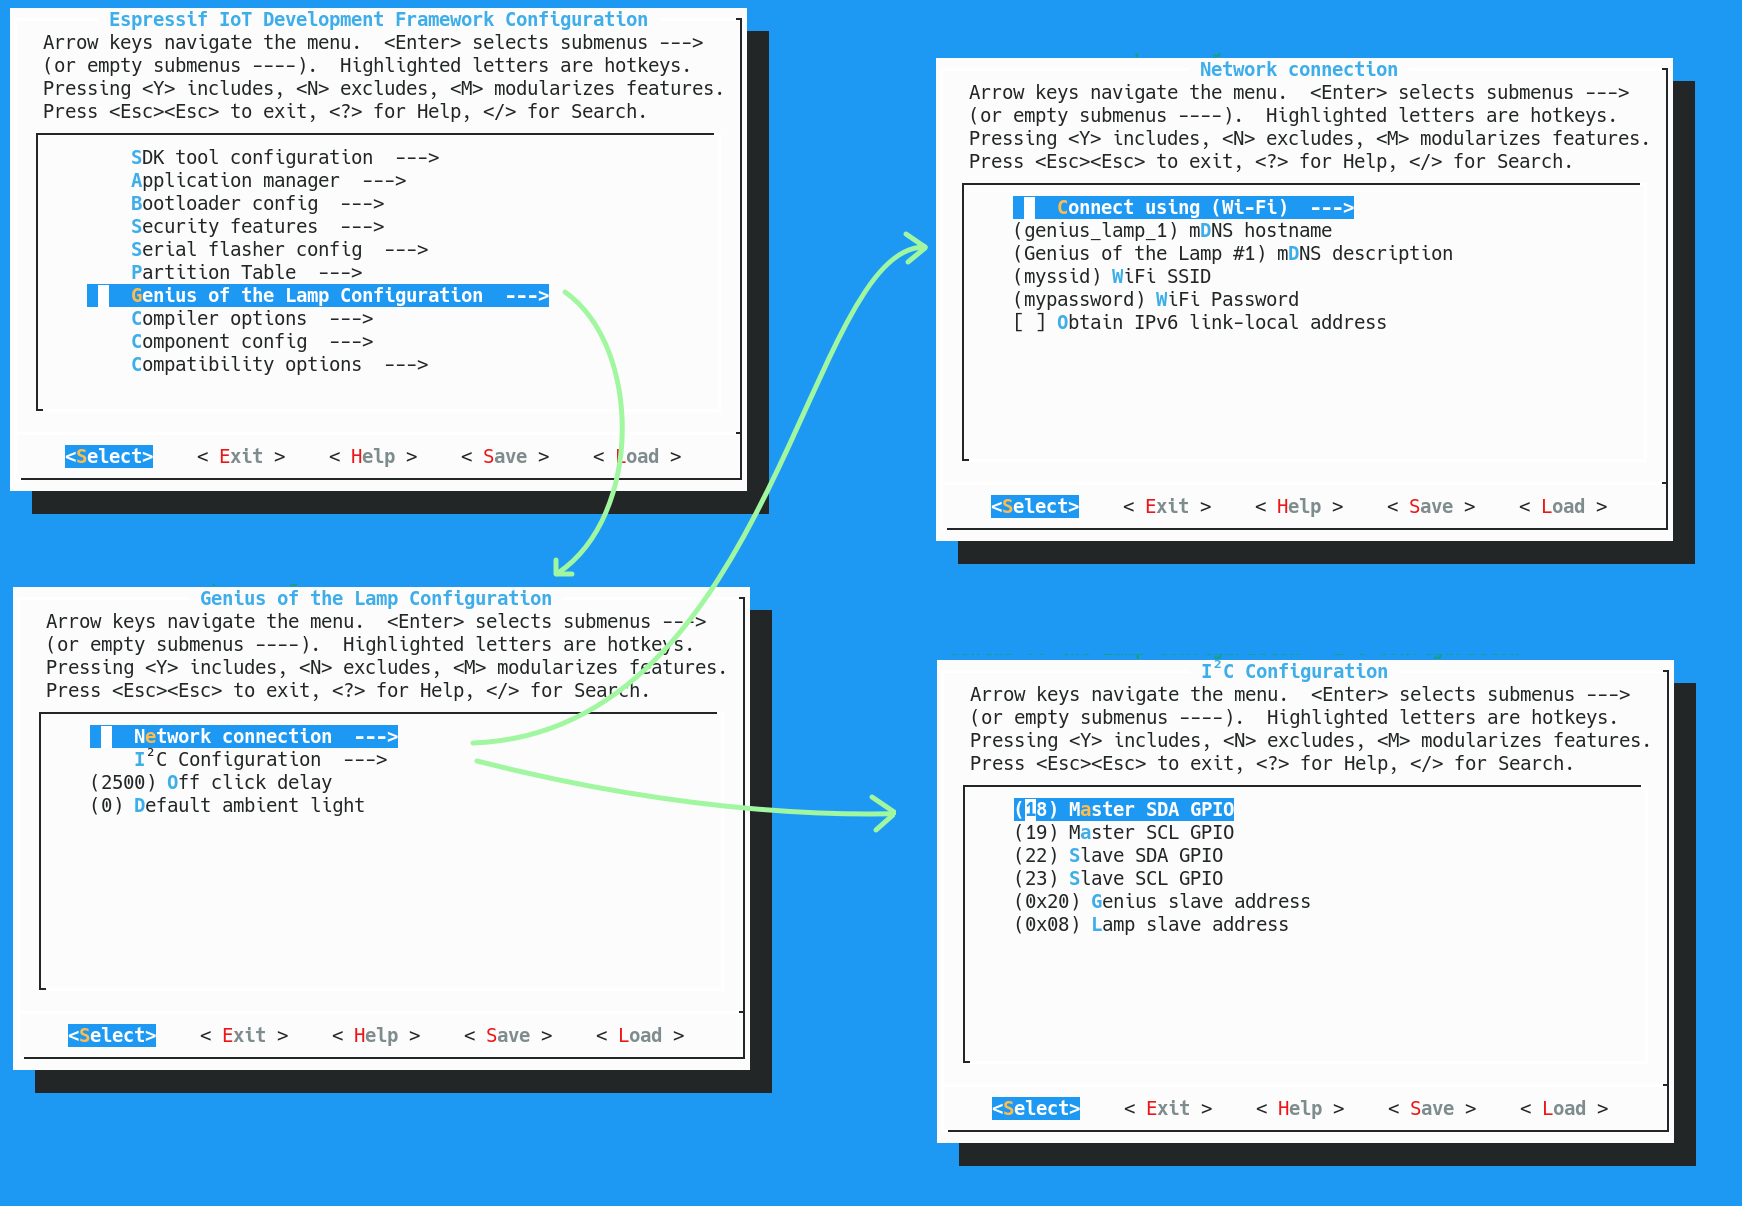 Espressif IoT Development Framework Configuration
Arrow keys navigate the menu.  <Enter> selects submenus --->
(or empty submenus ----).  Highlighted letters are hotkeys.
Pressing <Y> includes, <N> excludes, <M> modularizes features.
Press <Esc><Esc> to exit, <?> for Help, </> for Search.
SDK tool configuration  --->
Application manager  --->
Bootloader config  --->
Security features  --->
Serial flasher config  --->
Partition Table  --->
Genius of the Lamp Configuration  --->
Compiler options  --->
Component config  --->
Compatibility options  --->
<Select>    < Exit >    < Help >    < Save >    < Load >
Network connection
Arrow keys navigate the menu.  <Enter> selects submenus --->
(or empty submenus ----).  Highlighted letters are hotkeys.
Pressing <Y> includes, <N> excludes, <M> modularizes features.
Press <Esc><Esc> to exit, <?> for Help, </> for Search.
Connect using (Wi-Fi)  --->
(genius_lamp_1) mDNS hostname
(Genius of the Lamp #1) mDNS description
(myssid) WiFi SSID
(mypassword) WiFi Password
[ ] Obtain IPv6 link-local address
<Select>    < Exit >    < Help >    < Save >    < Load >
Genius of the Lamp Configuration
Arrow keys navigate the menu.  <Enter> selects submenus --->
(or empty submenus ----).  Highlighted letters are hotkeys.
Pressing <Y> includes, <N> excludes, <M> modularizes features.
Press <Esc><Esc> to exit, <?> for Help, </> for Search.
Network connection  --->
I²C Configuration  --->
(2500) Off click delay
(0) Default ambient light
<Select>    < Exit >    < Help >    < Save >    < Load >
I²C Configuration
Arrow keys navigate the menu.  <Enter> selects submenus --->
(or empty submenus ----).  Highlighted letters are hotkeys.
Pressing <Y> includes, <N> excludes, <M> modularizes features.
Press <Esc><Esc> to exit, <?> for Help, </> for Search.
(18) Master SDA GPIO
(19) Master SCL GPIO
(22) Slave SDA GPIO
(23) Slave SCL GPIO
(0x20) Genius slave address
(0x08) Lamp slave address
<Select>    < Exit >    < Help >    < Save >    < Load >